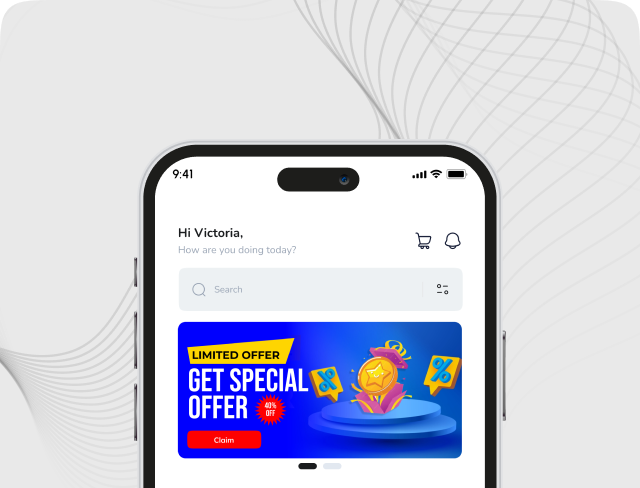 9:41
Hi Victoria,
How are you doing today?
Search
LIMITED OFFER
GET SPECIAL
OFFER
40%
OFF
Claim